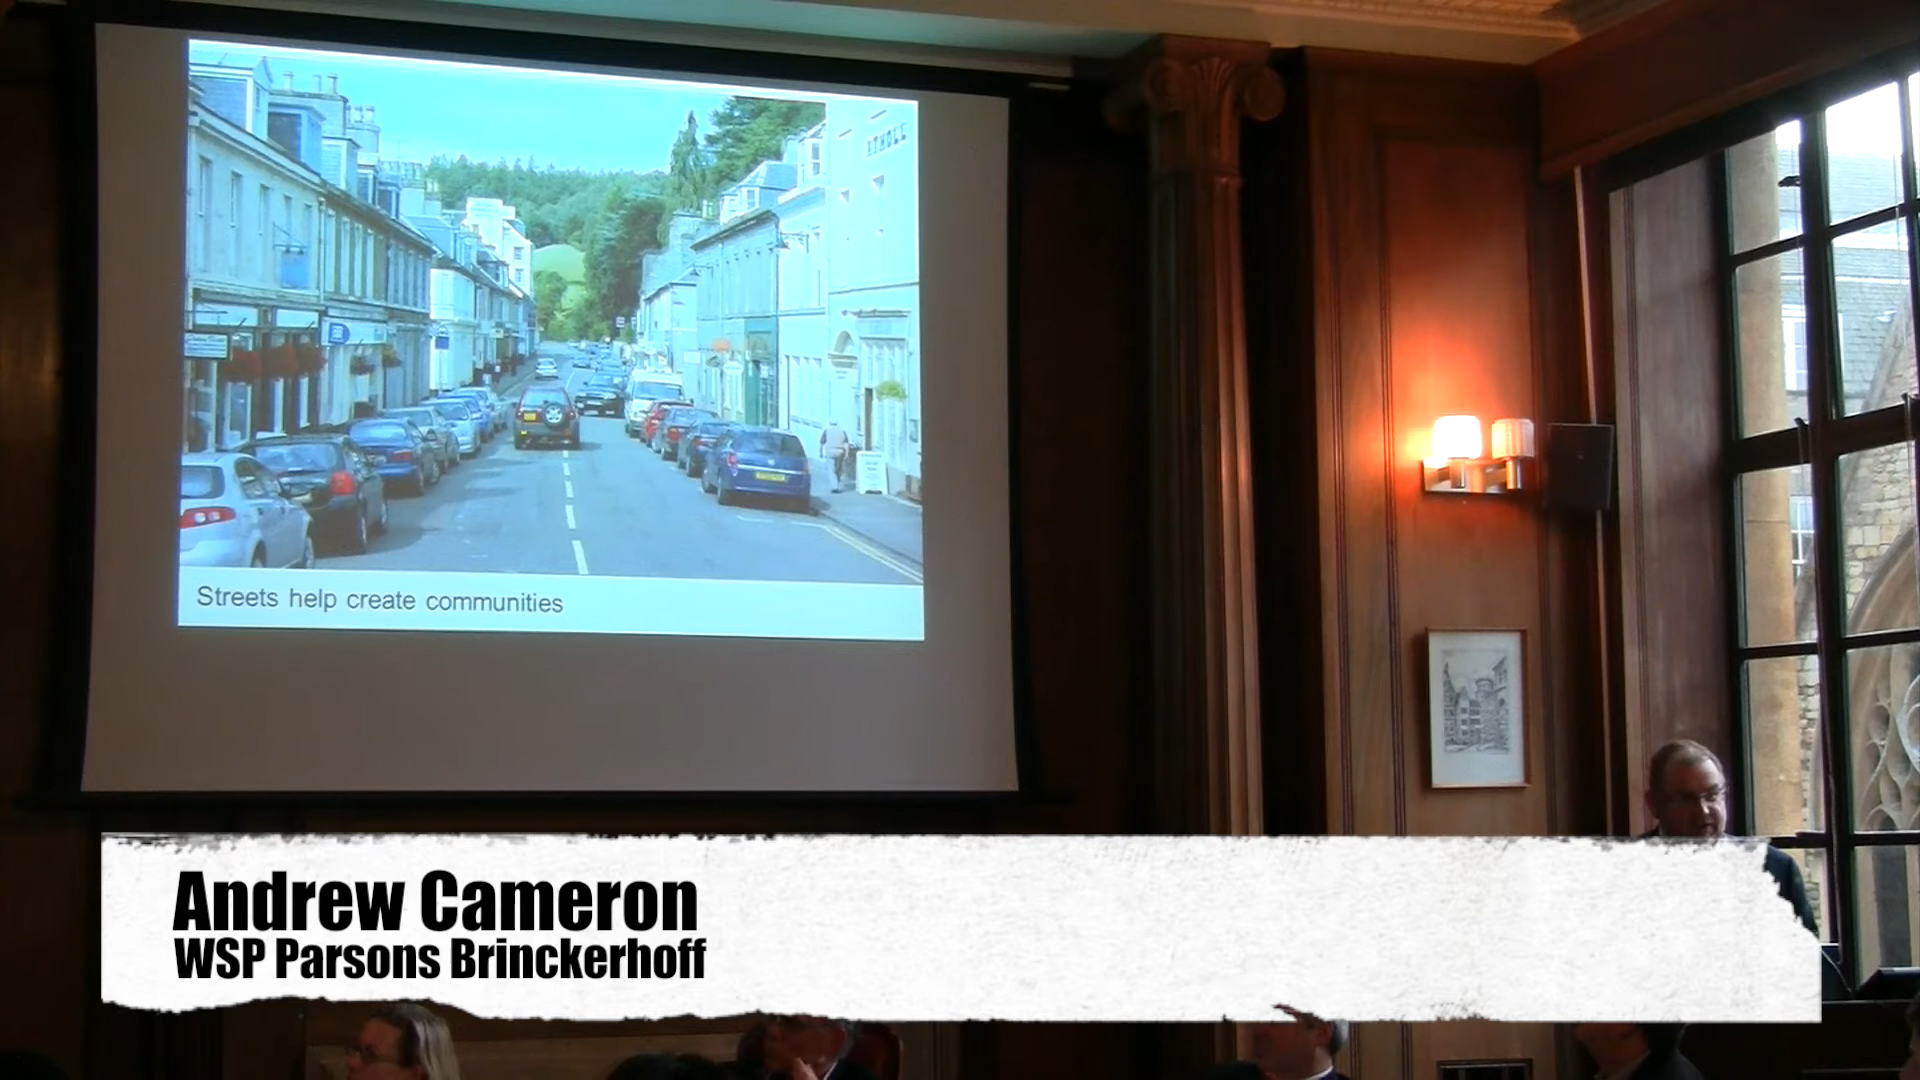 ATHOLL
Streets help create communities
Andrew Cameron
WSP Parsons Brinckerhoff